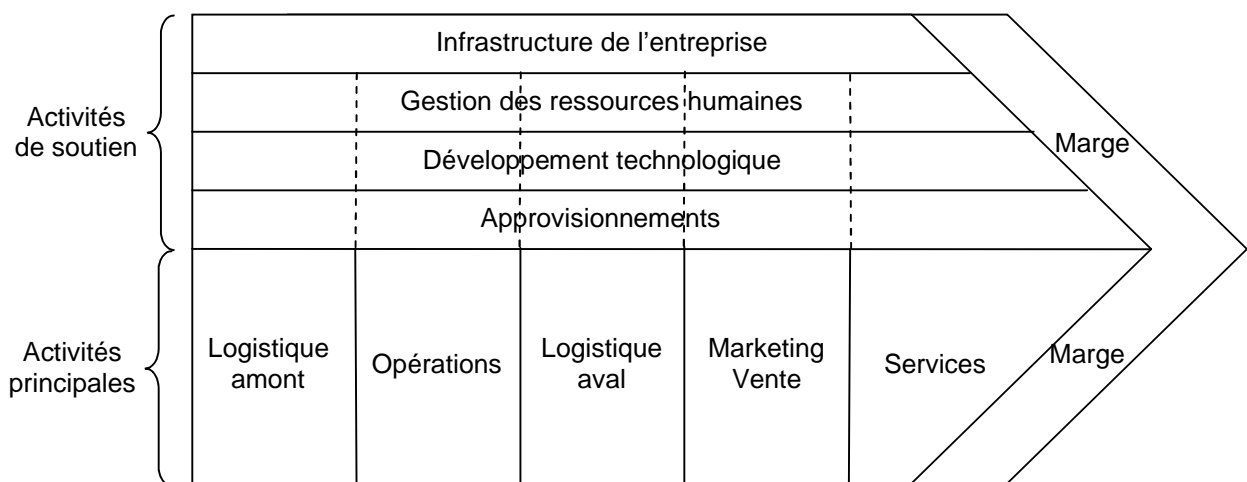 Infrastructure de l’entreprise
Gestion des ressources humaines
Activités
de soutien
Développement technologique
Marge
Approvisionnements
Activités
principales
Logistique
amont
Opérations
Logistique
aval
Marketing
Vente
Services
Marge